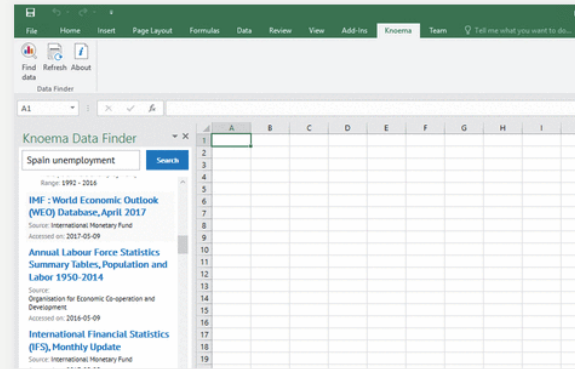 File Home Insert Page Layout Formulas Data Review View Add-Ins Knoema Team Tell me what you want to do...
Find data Refresh About
Data Finder
A1 fx
Knoema Data Finder
Spain unemployment Search
Range: 1992 - 2016
IMF : World Economic Outlook
(WEO) Database, April 2017
Source: International Monetary Fund
Accessed on: 2017-05-09
Annual Labour Force Statistics
Summary Tables, Population and
Labor 1950-2014
Source:
Organisation for Economic Co-operation and
Development
Accessed on: 2016-05-09
International Financial Statistics
(IFS), Monthly Update
Source: International Monetary Fund
A B C D E F G H I
1
2
3
4
5
6
7
8
9
10
11
12
13
14
15
16
17
18
19